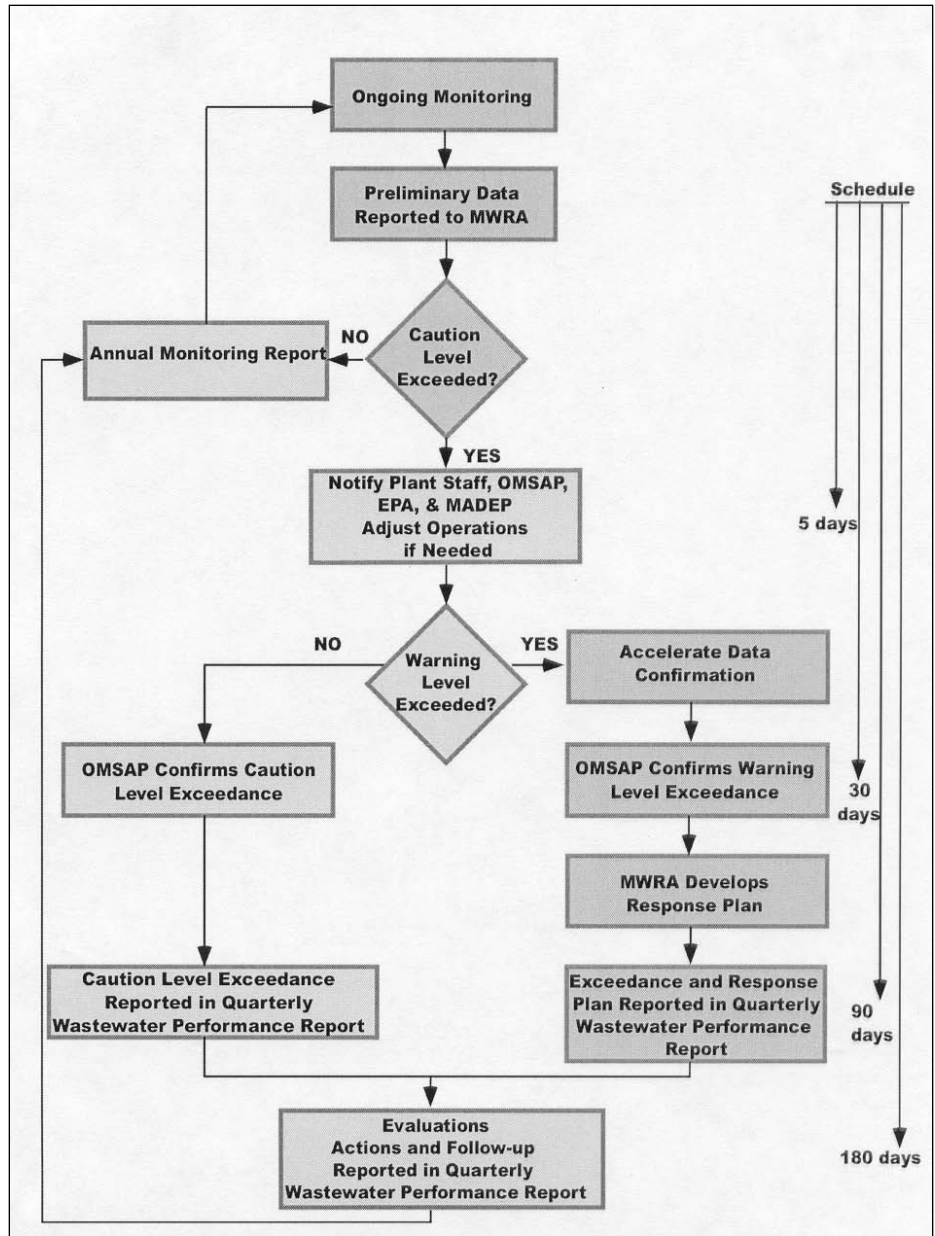 Ongoing Monitoring
Preliminary Data
Reported to MWRA
Schedule
Caution
Level
Exceeded?
NO
Annual Monitoring Report
YES
Notify Plant Staff, OMSAP,
EPA, & MADEP
Adjust Operations
if Needed
5 days
Warning
Level
Exceeded?
NO
YES
Accelerate Data
Confirmation
OMSAP Confirms Caution
Level Exceedance
OMSAP Confirms Warning
Level Exceedance
30
days
MWRA Develops
Response Plan
Caution Level Exceedance
Reported in Quarterly
Wastewater Performance Report
Exceedance and Response
Plan Reported in Quarterly
Wastewater Performance
Report
90
days
Evaluations
Actions and Follow-up
Reported in Quarterly
Wastewater Performance Report
180 days